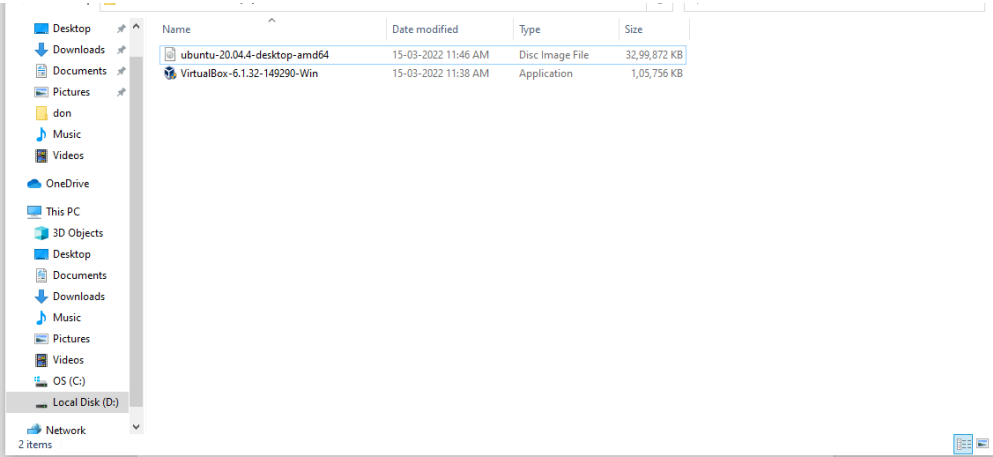 Name Date modified Type Size
ubuntu-20.04.4-desktop-amd64 15-03-2022 11:46 AM Disc Image File 32,99,872 KB
VirtualBox-6.1.32-149290-Win 15-03-2022 11:38 AM Application 1,05,756 KB
Desktop
Downloads
Documents
Pictures
don
Music
Videos
OneDrive
This PC
3D Objects
Desktop
Documents
Downloads
Music
Pictures
Videos
OS (C:)
Local Disk (D:)
Network
2 items